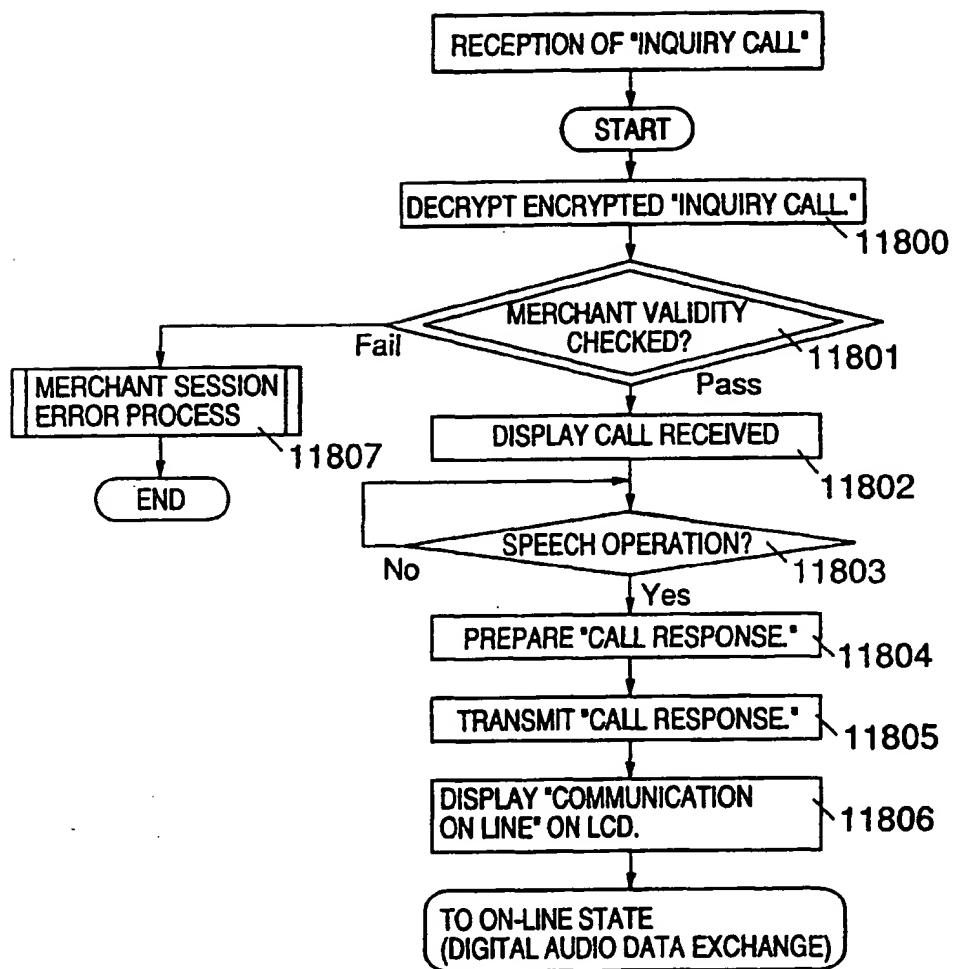 RECEPTION OF "INQUIRY CALL"
START
DECRYPT ENCRYPTED "INQUIRY CALL."
11800
MERCHANT VALIDITY
CHECKED?
11801
Fail
Pass
MERCHANT SESSION
ERROR PROCESS
11807
END
DISPLAY CALL RECEIVED
11802
SPEECH OPERATION?
11803
No
Yes
PREPARE "CALL RESPONSE."
11804
TRANSMIT "CALL RESPONSE."
11805
DISPLAY "COMMUNICATION
ON LINE" ON LCD.
11806
TO ON-LINE STATE
(DIGITAL AUDIO DATA EXCHANGE)